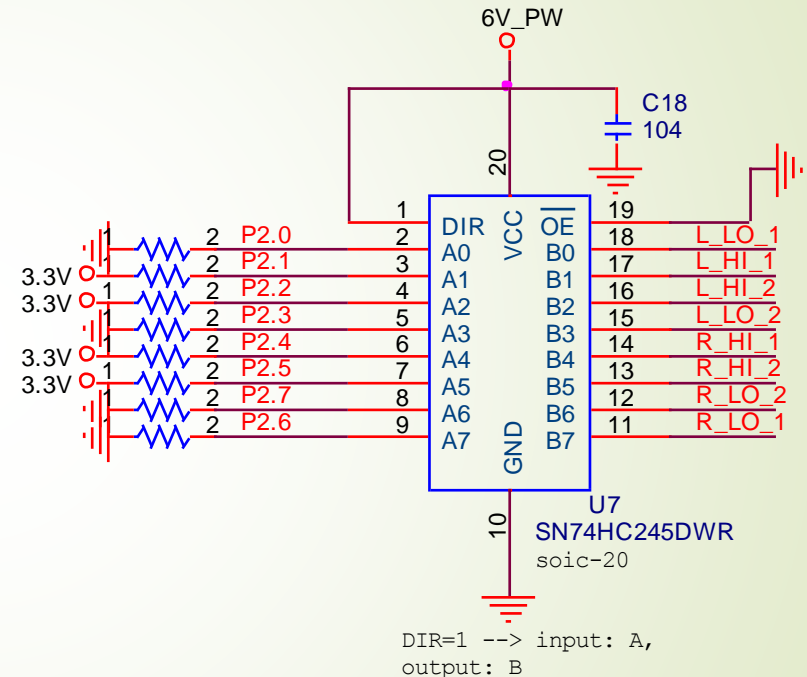 6V_PW
C18
104
20
1 DIR VCC OE 19
1 2 P2.0 2 A0 B0 18 L_LO_1
3.3V 1 2 P2.1 3 A1 B1 17 L_HI_1
3.3V 1 2 P2.2 4 A2 B2 16 L_HI_2
1 2 P2.3 5 A3 B3 15 L_LO_2
3.3V 1 2 P2.4 6 A4 B4 14 R_HI_1
3.3V 1 2 P2.5 7 A5 B5 13 R_HI_2
1 2 P2.7 8 A6 B6 12 R_LO_2
1 2 P2.6 9 A7 GND B7 11 R_LO_1
10
U7
SN74HC245DWR
soic-20
DIR=1 --> input: A,
output: B